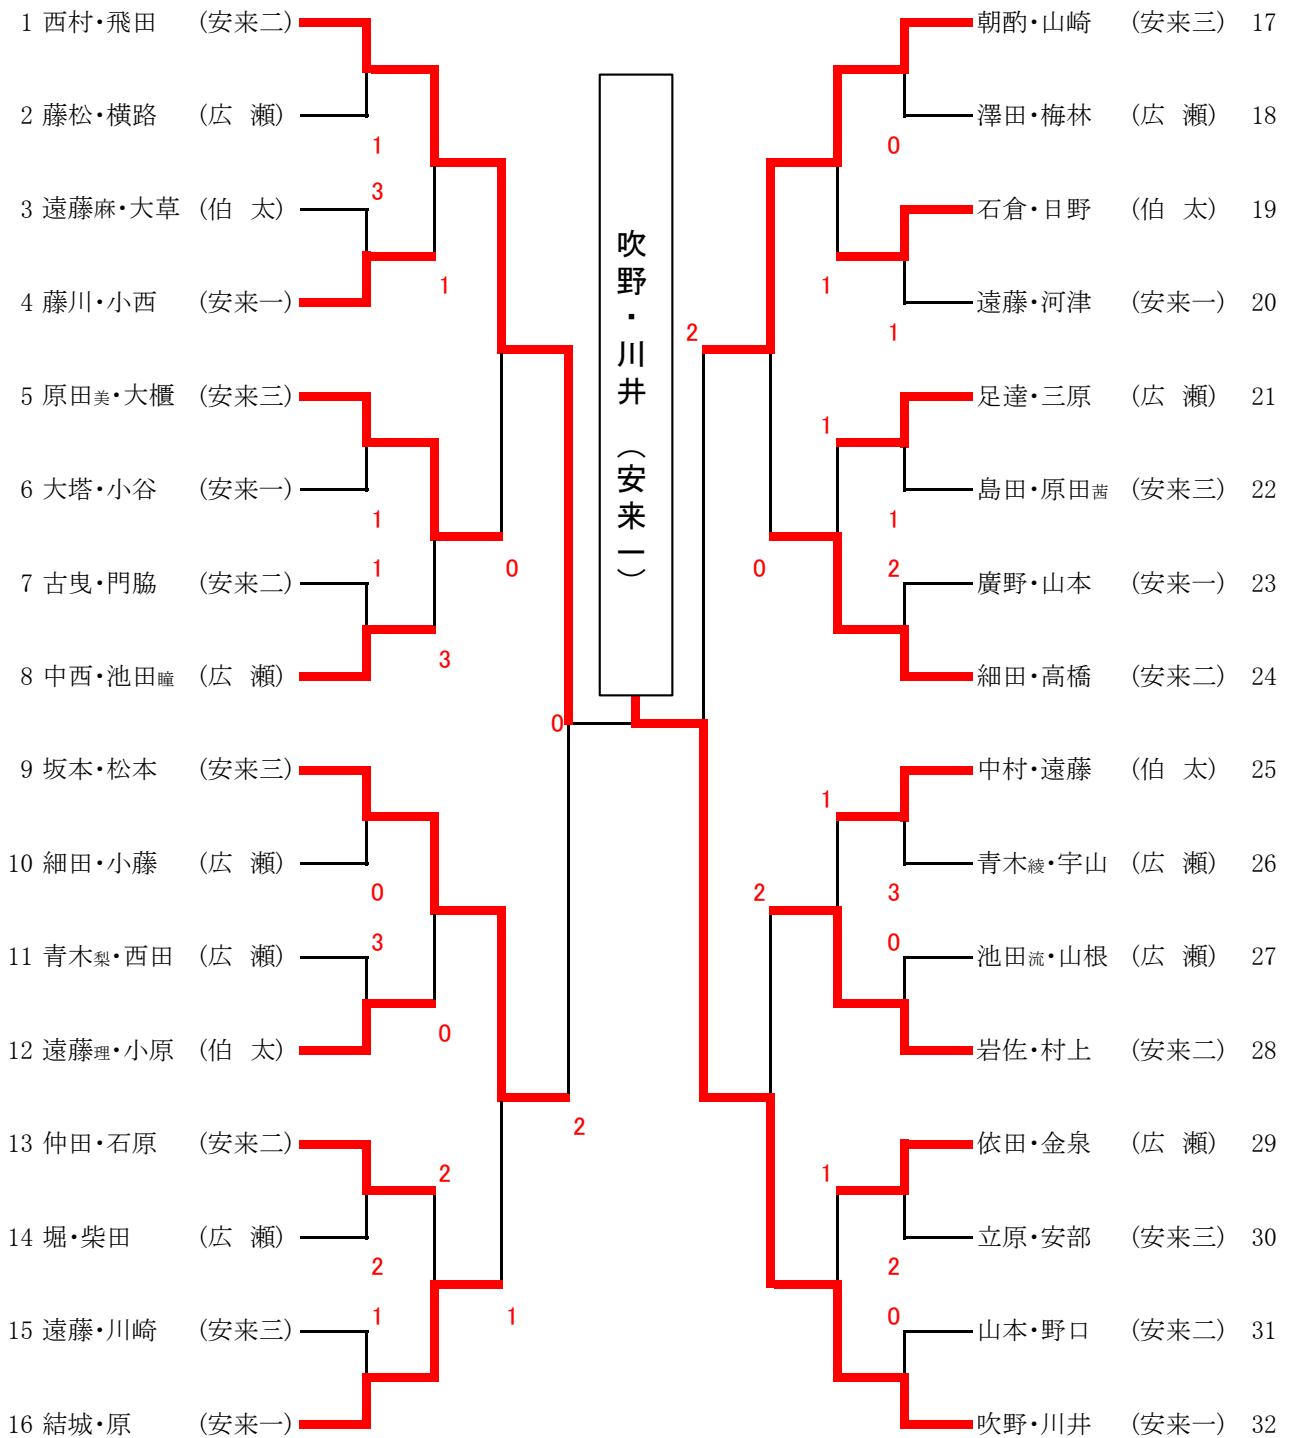 1 西村・飛田 (安来二)
2 藤松・横路 (広 瀬)
1
3
3 遠藤麻・大草 (伯 太)
1
4 藤川・小西 (安来一)
5 原田美・大櫃 (安来三)
6 大塔・小谷 (安来一)
1
1
0
7 古曳・門脇 (安来二)
3
8 中西・池田瞳 (広 瀬)
0
9 坂本・松本 (安来三)
10 細田・小藤 (広 瀬)
0
3
11 青木梨・西田 (広 瀬)
0
12 遠藤理・小原 (伯 太)
2
13 仲田・石原 (安来二)
2
14 堀・柴田 (広 瀬)
2
1
1
15 遠藤・川崎 (安来三)
16 結城・原 (安来一)
吹野・川井 (安来一)
朝酌・山崎 (安来三) 17
澤田・梅林 (広 瀬) 18
0
石倉・日野 (伯 太) 19
1
遠藤・河津 (安来一) 20
2
1
足達・三原 (広 瀬) 21
1
島田・原田茜 (安来三) 22
1
0
2
廣野・山本 (安来一) 23
細田・高橋 (安来二) 24
中村・遠藤 (伯 太) 25
1
青木綾・宇山 (広 瀬) 26
2
3
0
池田流・山根 (広 瀬) 27
岩佐・村上 (安来二) 28
依田・金泉 (広 瀬) 29
1
立原・安部 (安来三) 30
2
0
山本・野口 (安来二) 31
吹野・川井 (安来一) 32